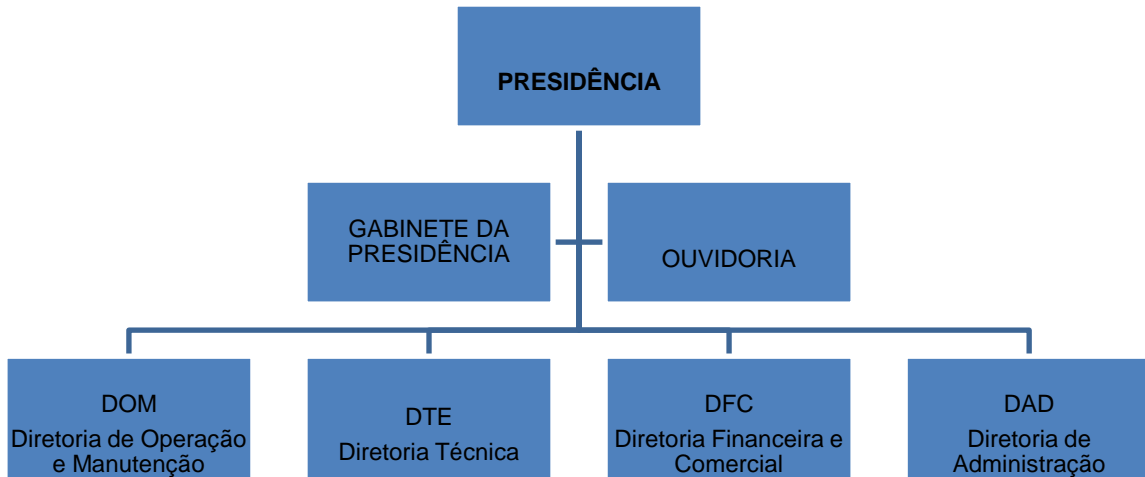 PRESIDÊNCIA
GABINETE DA
PRESIDÊNCIA
OUVIDORIA
DOM
Diretoria de Operação
e Manutenção
DTE
Diretoria Técnica
DFC
Diretoria Financeira e
Comercial
DAD
Diretoria de
Administração